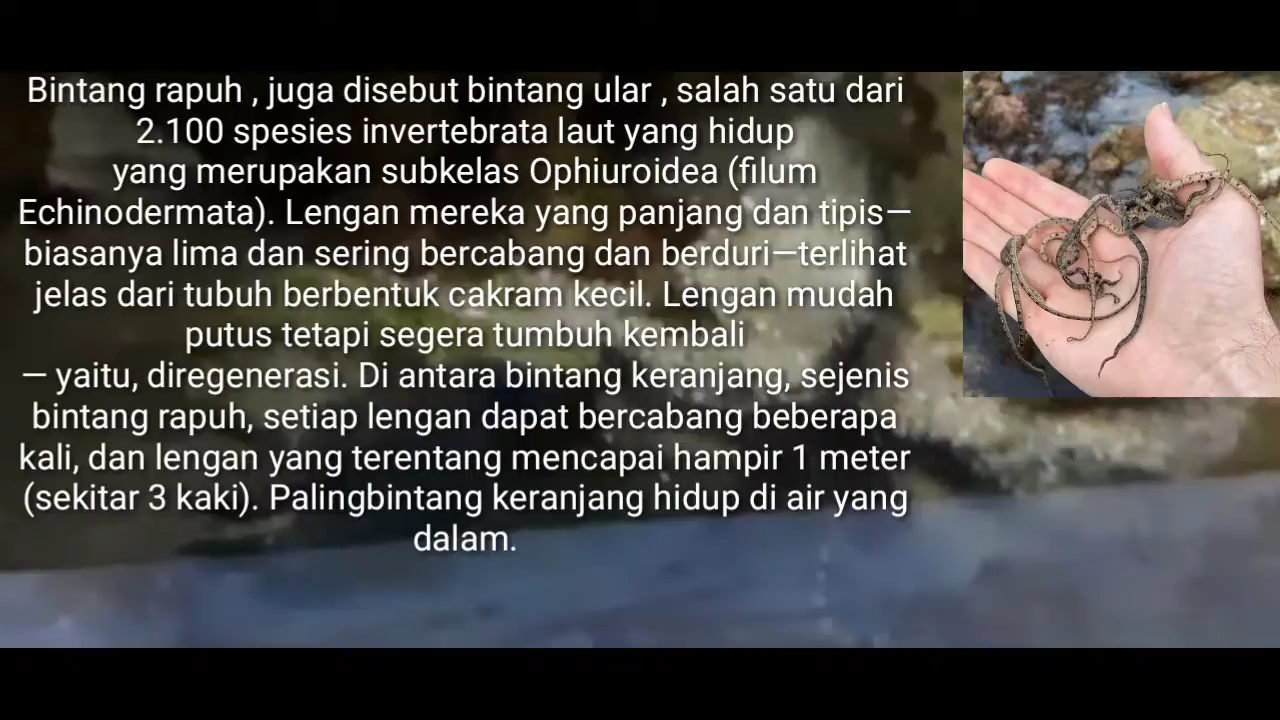 Bintang rapuh , juga disebut bintang ular , salah satu dari
2.100 spesies invertebrata laut yang hidup
yang merupakan subkelas Ophiuroidea (filum
Echinodermata). Lengan mereka yang panjang dan tipis—
biasanya lima dan sering bercabang dan berduri—terlihat
jelas dari tubuh berbentuk cakram kecil. Lengan mudah
putus tetapi segera tumbuh kembali
— yaitu, diregenerasi. Di antara bintang keranjang, sejenis
bintang rapuh, setiap lengan dapat bercabang beberapa
kali, dan lengan yang terentang mencapai hampir 1 meter
(sekitar 3 kaki). Palingbintang keranjang hidup di air yang
dalam.